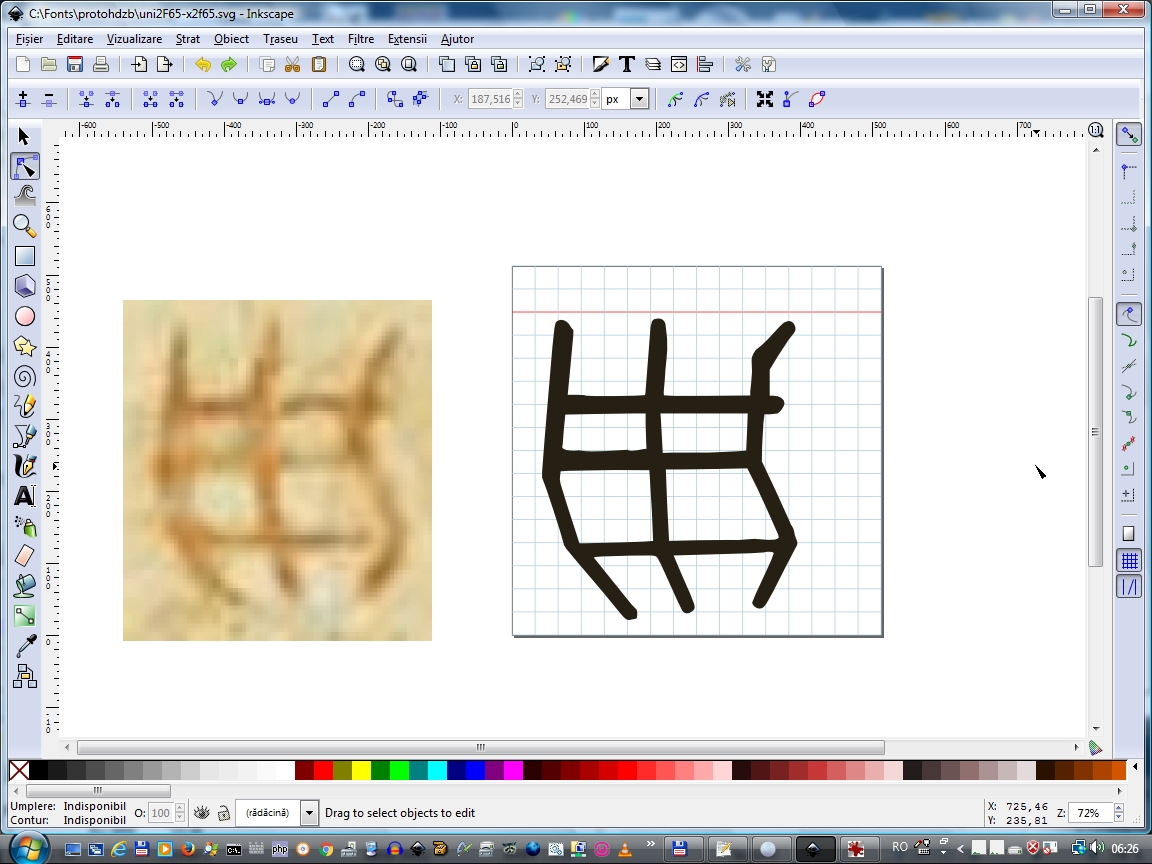 C:\Fonts\protohdzb\uni2F65-x2f65.svg - Inkscape
Fișier Editare Vizualizare Strat Obiect Traseu Text Filtre Extensii Ajutor
X: 187,516 Y: 252,469 px
-600 -500 -400 -300 -200 -100 0 100 200 300 400 500 600 700
Umplere: Indisponibil O: 100 (rădăcină) Drag to select objects to edit X: 725,46 Z: 72%
Contur: Indisponibil Y: 235,81
RO 06:26